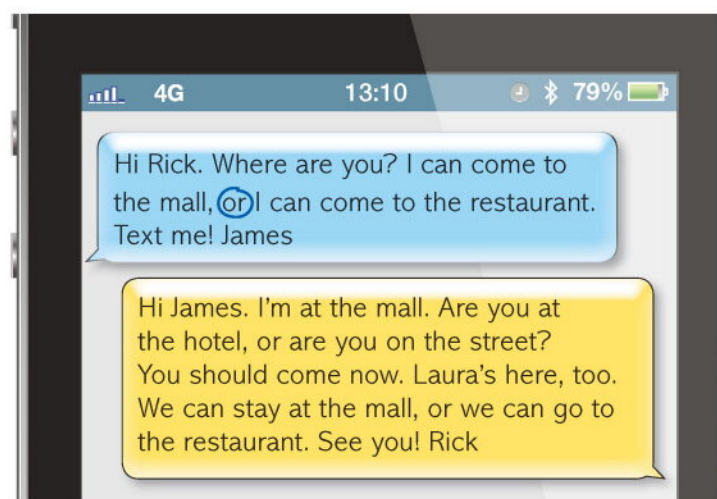 4G 13:10 79%
Hi Rick. Where are you? I can come to
the mall, or I can come to the restaurant.
Text me! James
Hi James. I'm at the mall. Are you at
the hotel, or are you on the street?
You should come now. Laura's here, too.
We can stay at the mall, or we can go to
the restaurant. See you! Rick